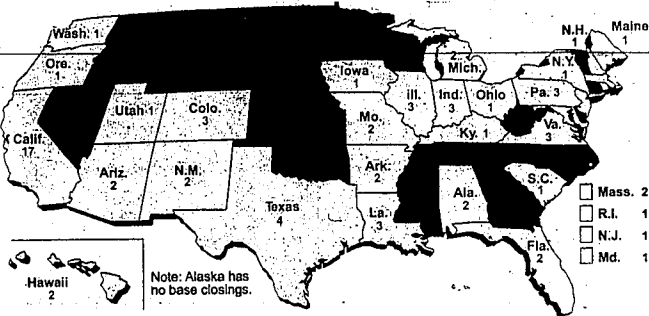 Wash. 1
Ore.
1
Calif.
17
Utah 1
Colo.
3
Ariz.
2
N.M.
2
Texas
4
Iowa
1
Mo.
2
Ark.
2
La.
3
Ill.
3
Ind.
3
Ohio
1
2
Mich.
Ky. 1
Ala.
2
Fla.
2
S.C.
1
Va.
3
Pa. 3
N.Y.
1
N.H.
1
Maine
1
Mass. 2
R.I. 1
N.J. 1
Md. 1
Hawaii
2
Note: Alaska has
no base closings.